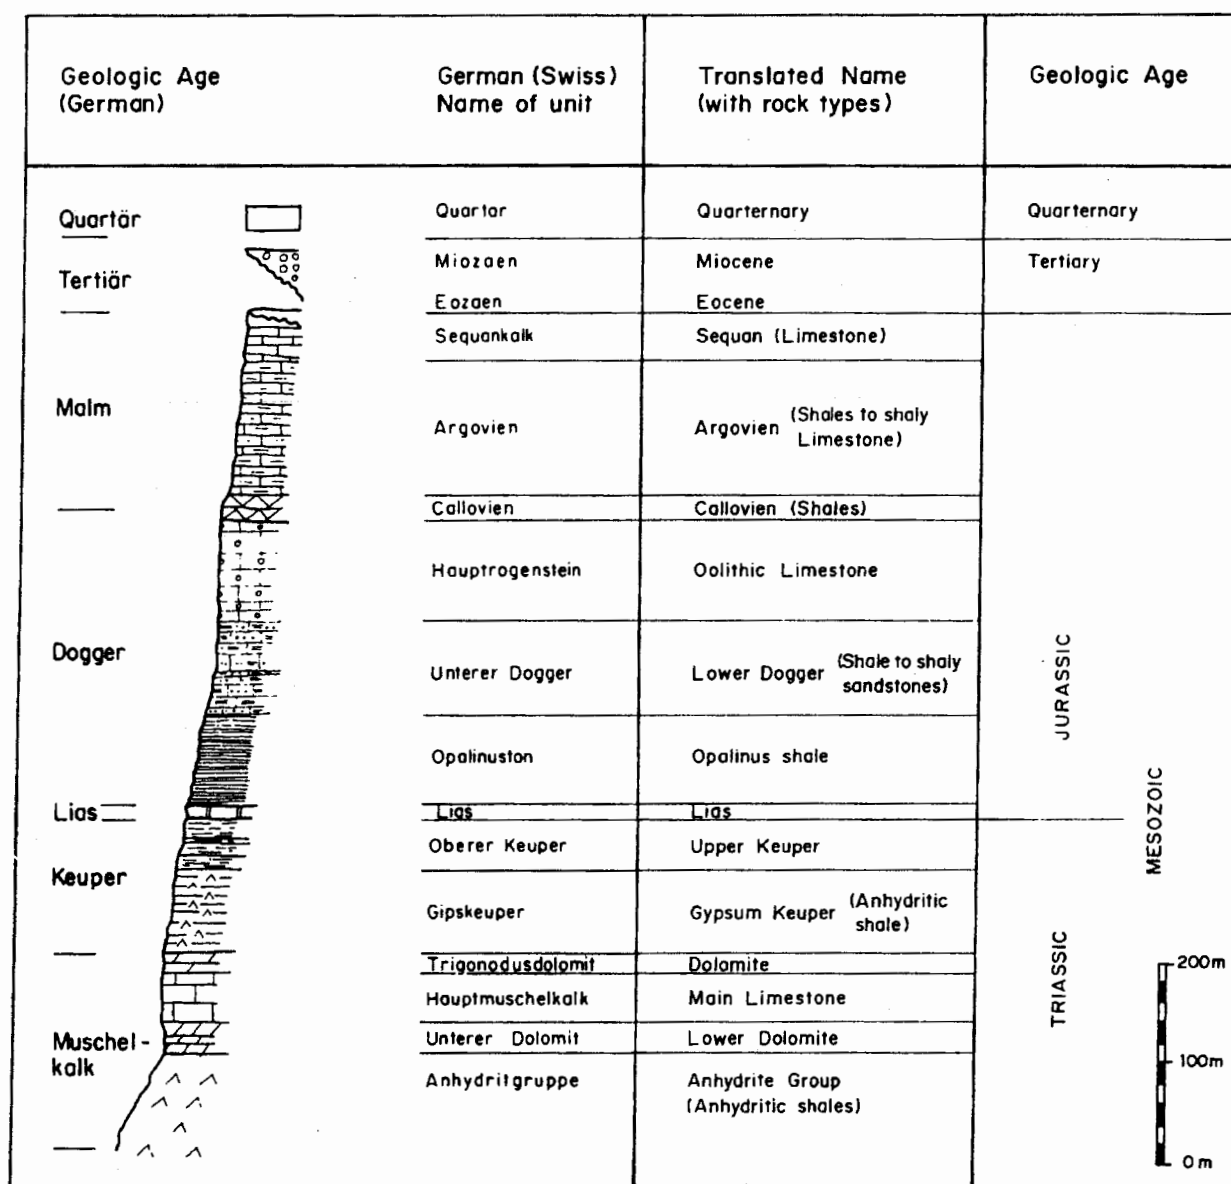 Geologic Age
(German)
German (Swiss)
Name of unit
Translated Name
(with rock types)
Geologic Age
Quartär
Quartar
Quarternary
Quarternary
Tertiär
Miozaen
Miocene
Tertiary
Eozaen
Eocene
Malm
Sequankalk
Sequan (Limestone)
Argovien
Argovien (Shales to shaly
Limestone)
Callovien
Callovien (Shales)
Dogger
Hauptrogenstein
Oolithic Limestone
Unterer Dogger
Lower Dogger (Shale to shaly
sandstones)
Opalinuston
Opalinus shale
JURASSIC
Lias
Lias
Lias
MESOZOIC
Keuper
Oberer Keuper
Upper Keuper
Gipskeuper
Gypsum Keuper (Anhydritic
shale)
TRIASSIC
Muschel-
kalk
Trigonodusdolomit
Dolomite
Hauptmuschelkalk
Main Limestone
Unterer Dolomit
Lower Dolomite
Anhydritgruppe
Anhydrite Group
(Anhydritic shales)
200m
100m
0 m